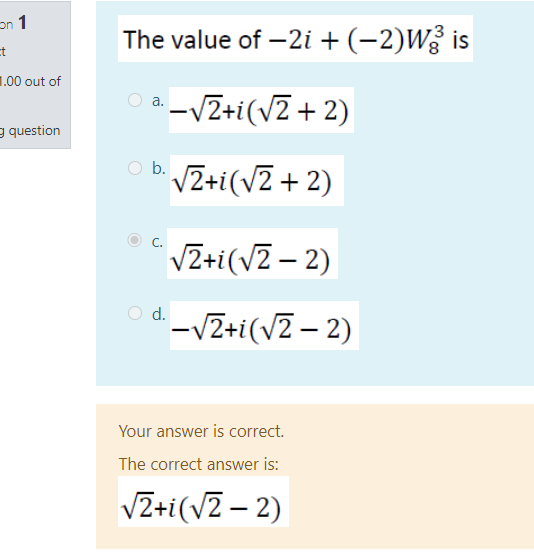 on 1
The value of −2i + (−2)W₈³ is
t
1.00 out of
a. −√2+i(√2 + 2)
g question
b. √2+i(√2 + 2)
c. √2+i(√2 − 2)
d. −√2+i(√2 − 2)
Your answer is correct.
The correct answer is:
√2+i(√2 − 2)